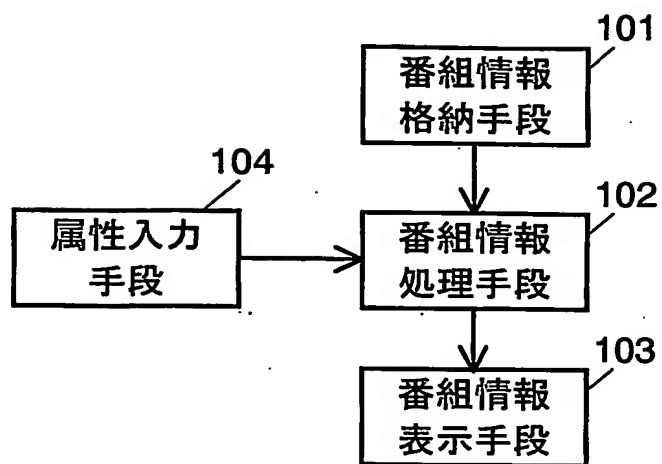 101
番組情報
格納手段
104
属性入力
手段
102
番組情報
処理手段
103
番組情報
表示手段